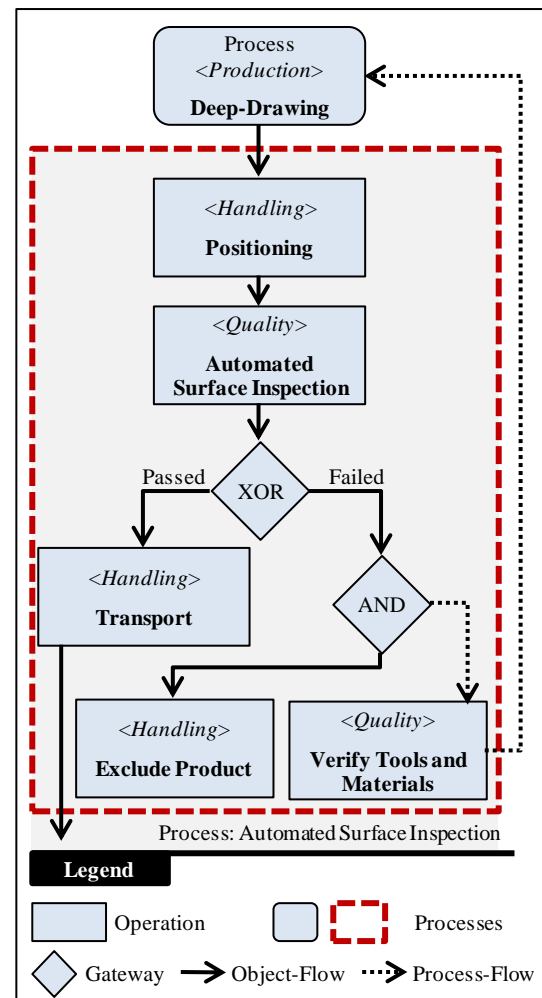 Process
<Production>
Deep-Drawing
<Handling>
Positioning
<Quality>
Automated
Surface Inspection
Passed
XOR
Failed
<Handling>
Transport
AND
<Handling>
Exclude Product
<Quality>
Verify Tools and
Materials
Process: Automated Surface Inspection
Legend
Operation
Processes
Gateway
Object-Flow
Process-Flow